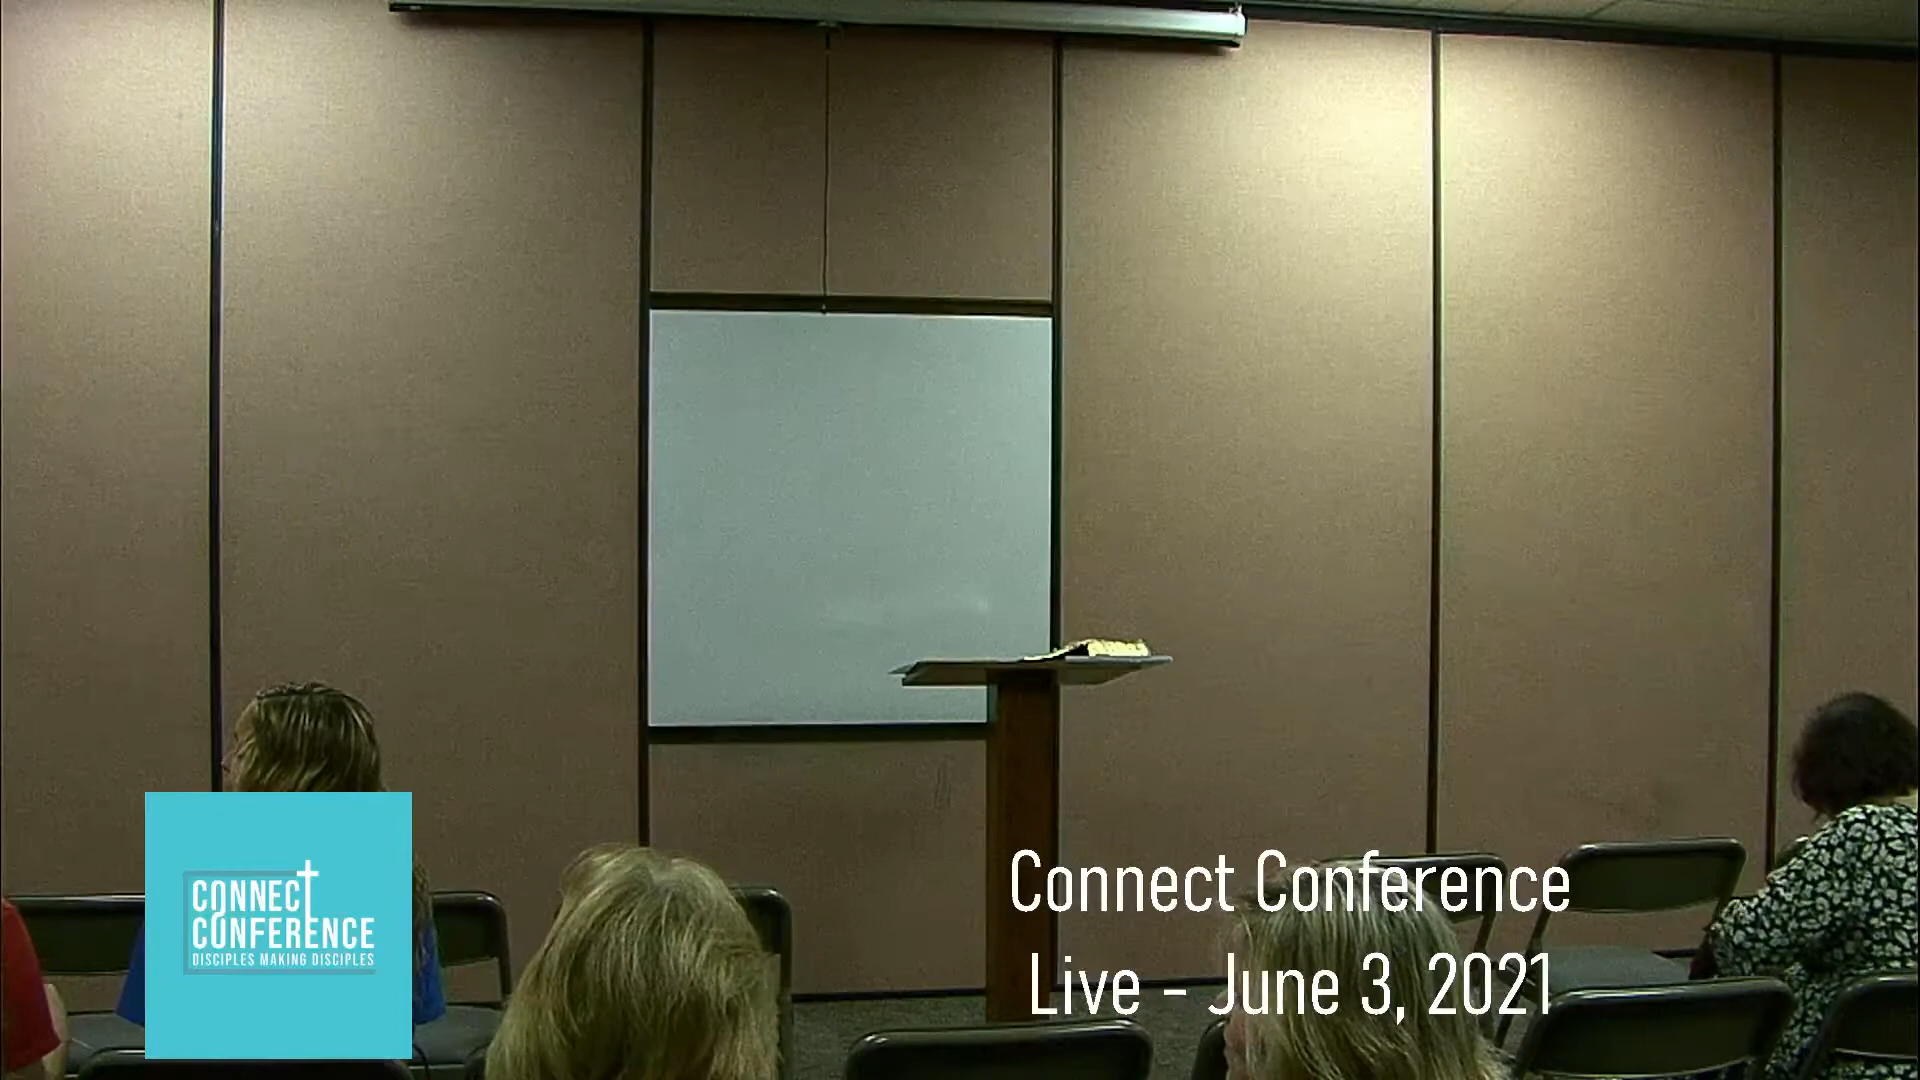 CONNECT
CONFERENCE
DISCIPLES MAKING DISCIPLES
Connect Conference
Live - June 3, 2021